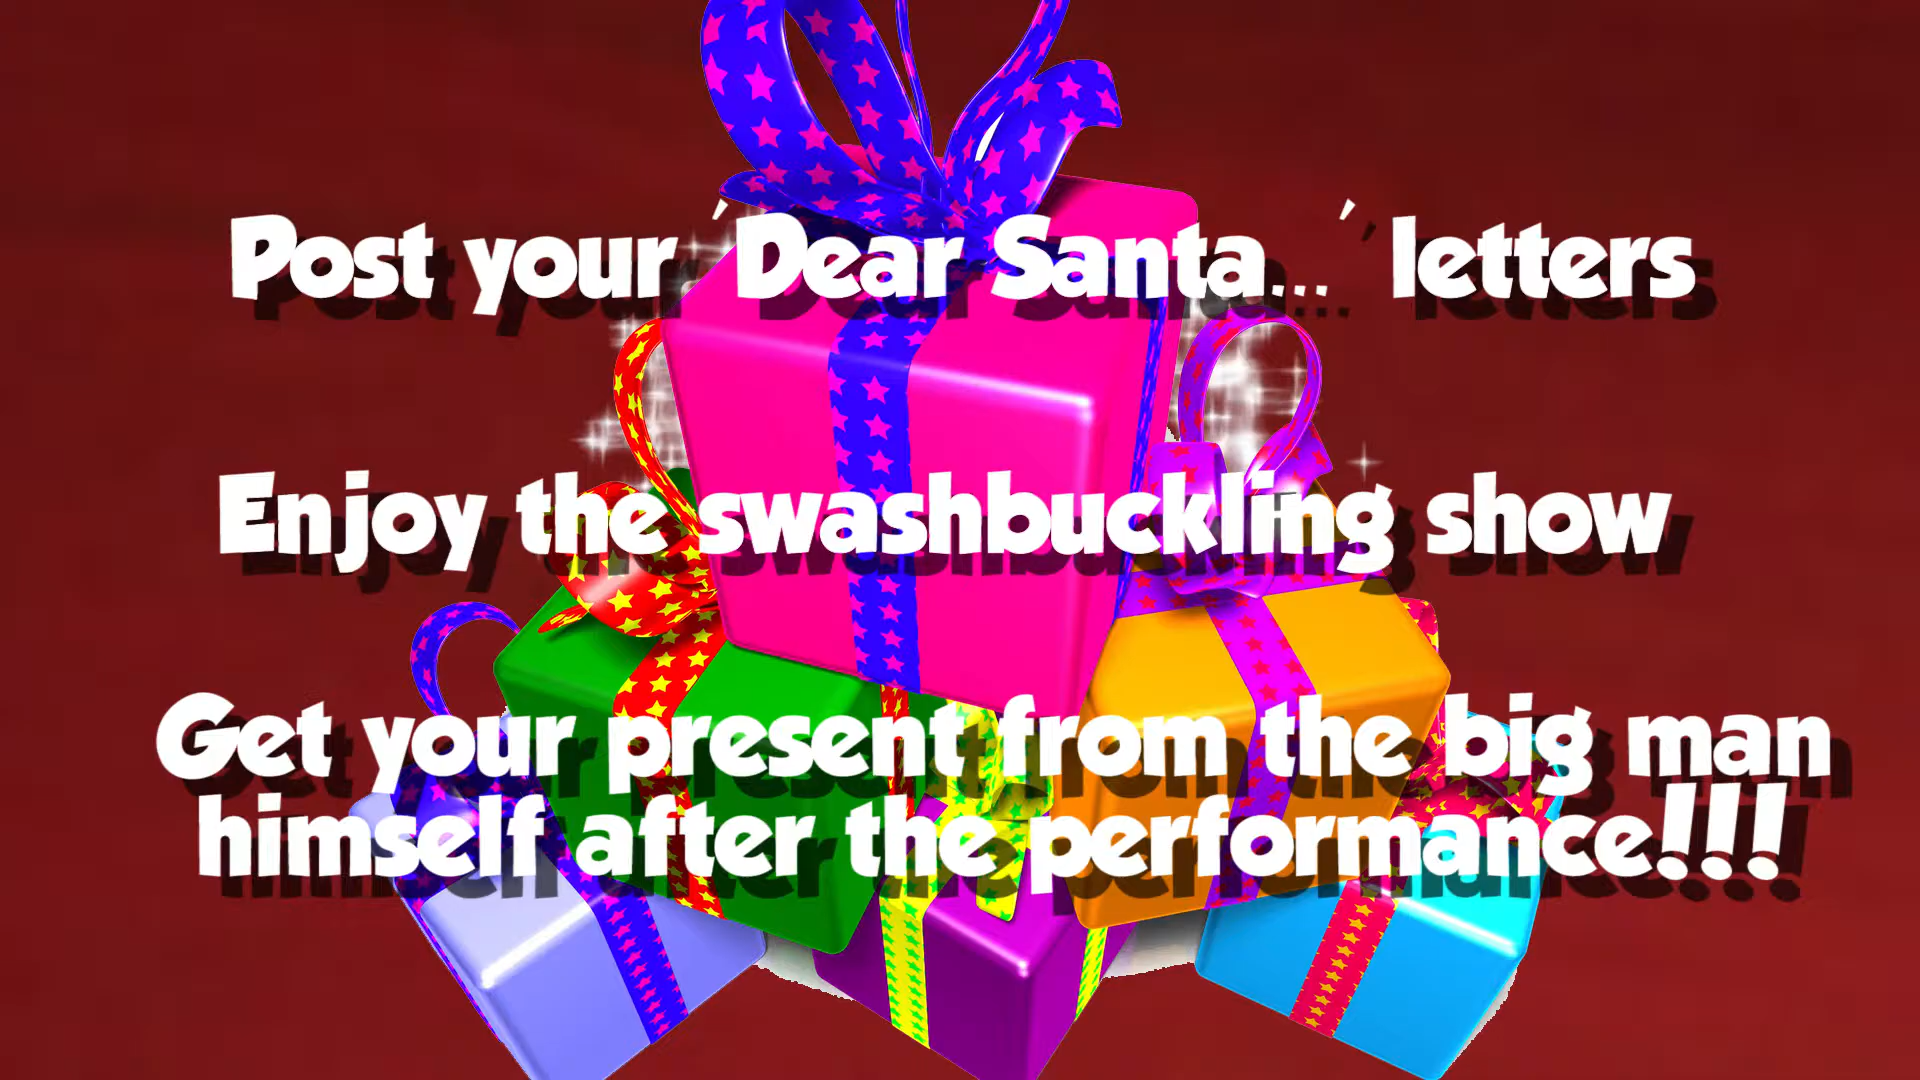 Post your 'Dear Santa...' letters
Enjoy the swashbuckling show
Get your present from the big man
himself after the performance!!!